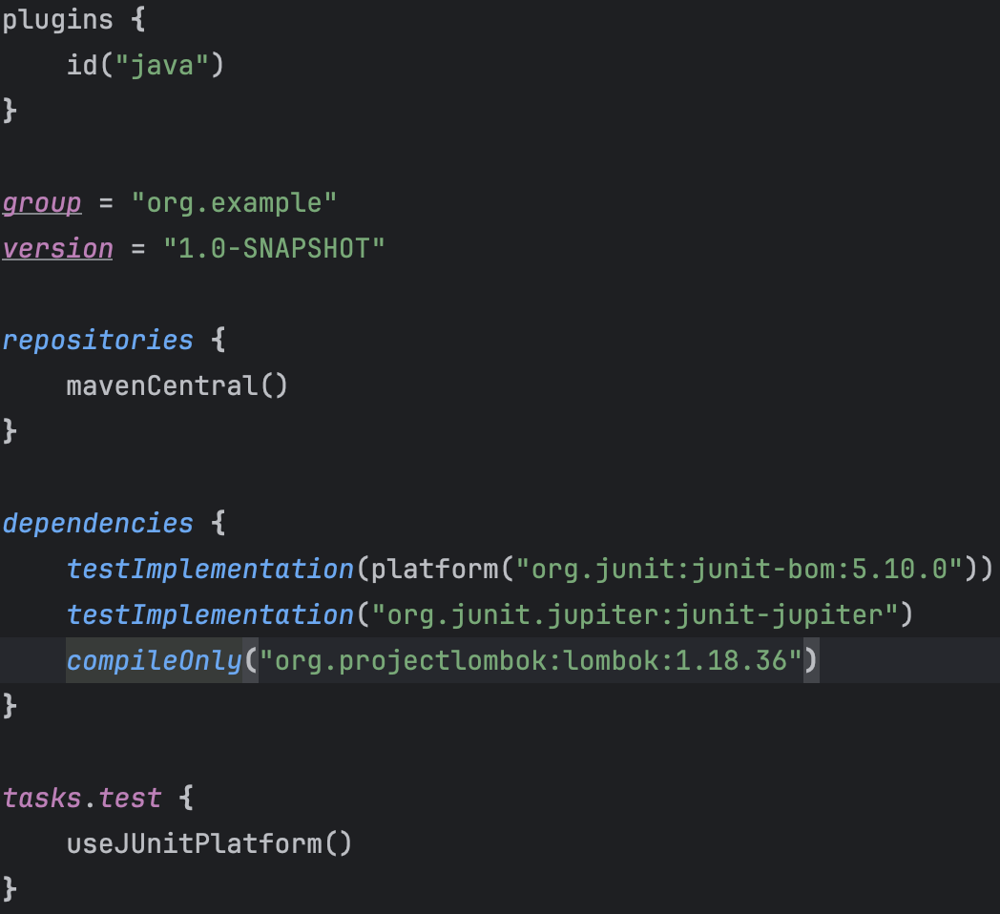 plugins {
    id("java")
}

group = "org.example"
version = "1.0-SNAPSHOT"

repositories {
    mavenCentral()
}

dependencies {
    testImplementation(platform("org.junit:junit-bom:5.10.0"))
    testImplementation("org.junit.jupiter:junit-jupiter")
    compileOnly("org.projectlombok:lombok:1.18.36")
}

tasks.test {
    useJUnitPlatform()
}